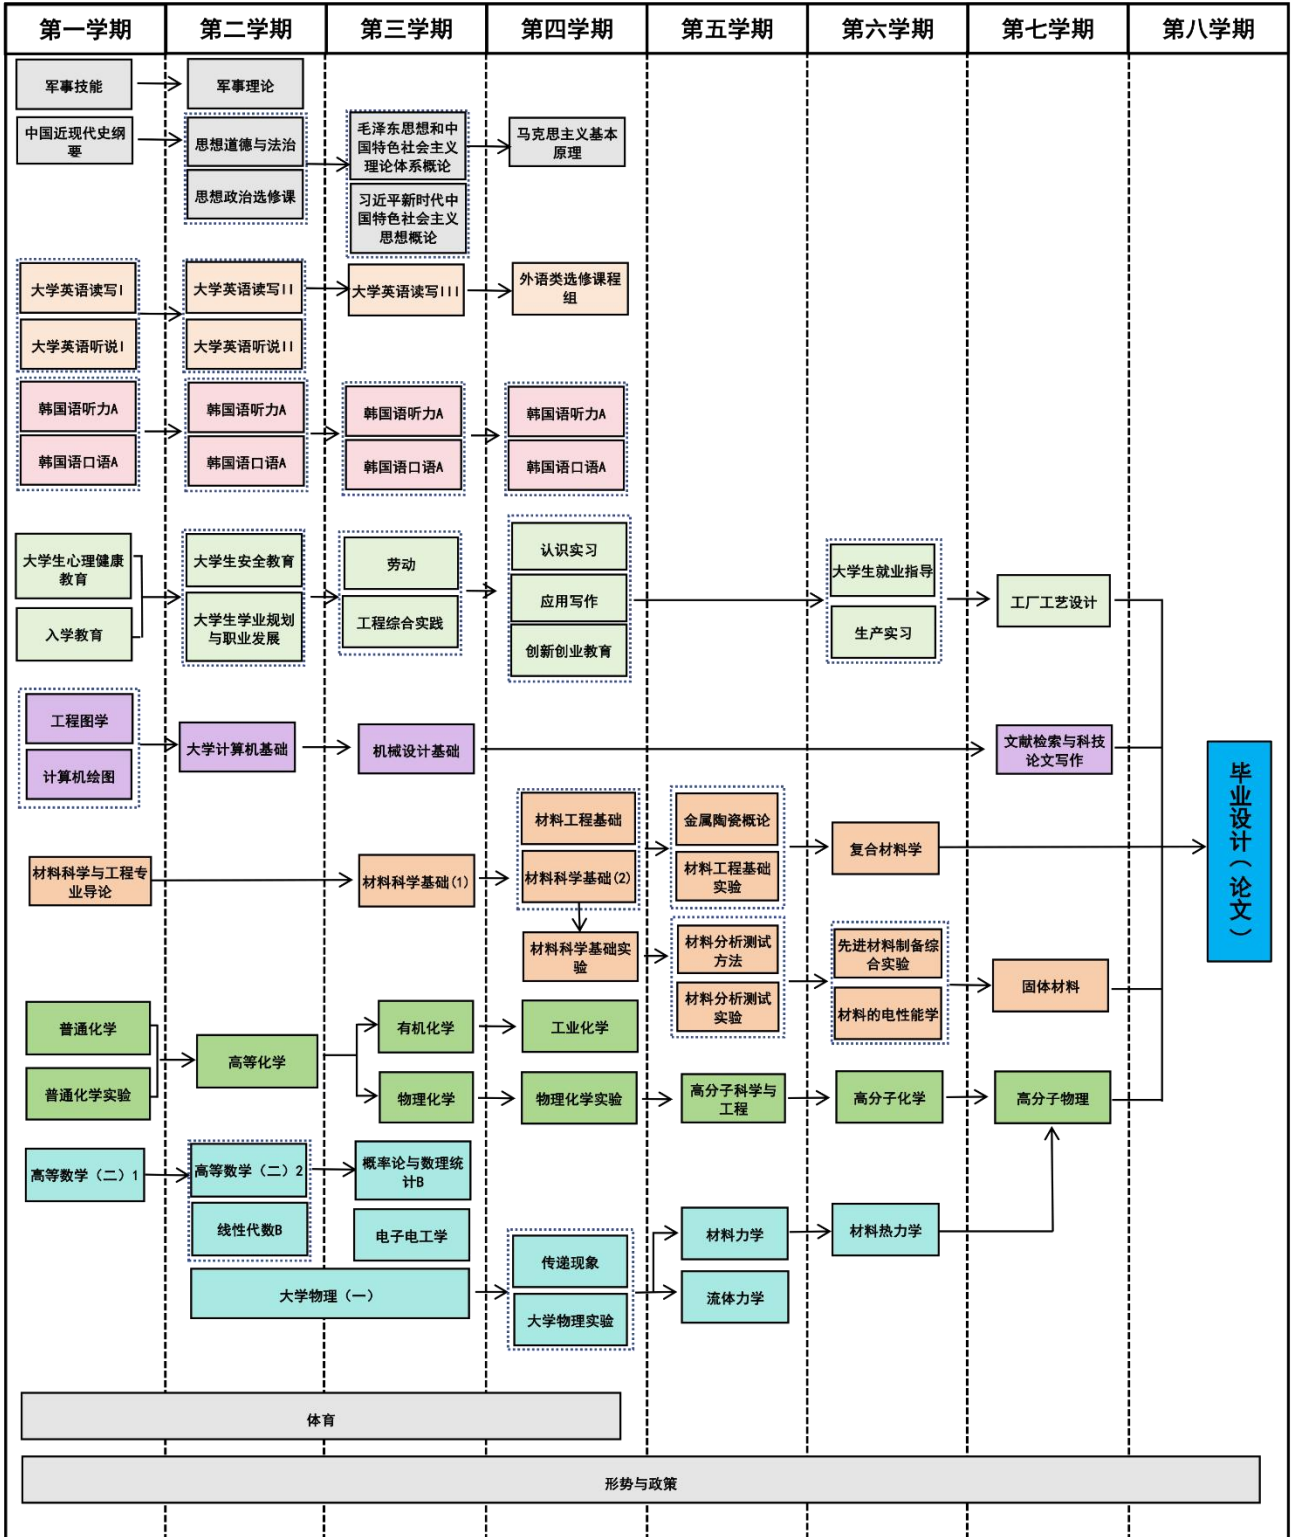 第一学期 第二学期 第三学期 第四学期 第五学期 第六学期 第七学期 第八学期
军事技能
军事理论
中国近现代史纲
要
思想道德与法治
思想政治选修课
毛泽东思想和中
国特色社会主义
理论体系概论
习近平新时代中
国特色社会主义
思想概论
马克思主义基本
原理
大学英语读写I
大学英语听说I
大学英语读写II
大学英语听说II
大学英语读写III
外语类选修课程
组
韩国语听力A
韩国语口语A
韩国语听力A
韩国语口语A
韩国语听力A
韩国语口语A
韩国语听力A
韩国语口语A
大学生心理健康
教育
入学教育
大学生安全教育
大学生学业规划
与职业发展
劳动
工程综合实践
认识实习
应用写作
创新创业教育
大学生就业指导
生产实习
工厂工艺设计
工程图学
计算机绘图
大学计算机基础
机械设计基础
文献检索与科技
论文写作
毕业设计（论文）
材料科学与工程专
业导论
材料科学基础(1)
材料工程基础
材料科学基础(2)
材料科学基础实
验
金属陶瓷概论
材料工程基础
实验
复合材料学
材料分析测试
方法
材料分析测试
实验
先进材料制备综
合实验
材料的电性能学
固体材料
普通化学
普通化学实验
高等化学
有机化学
物理化学
工业化学
物理化学实验
高分子科学与
工程
高分子化学
高分子物理
高等数学（二）1
高等数学（二）2
线性代数B
概率论与数理统
计B
电子电工学
大学物理（一）
传递现象
大学物理实验
材料力学
流体力学
材料热力学
体育
形势与政策